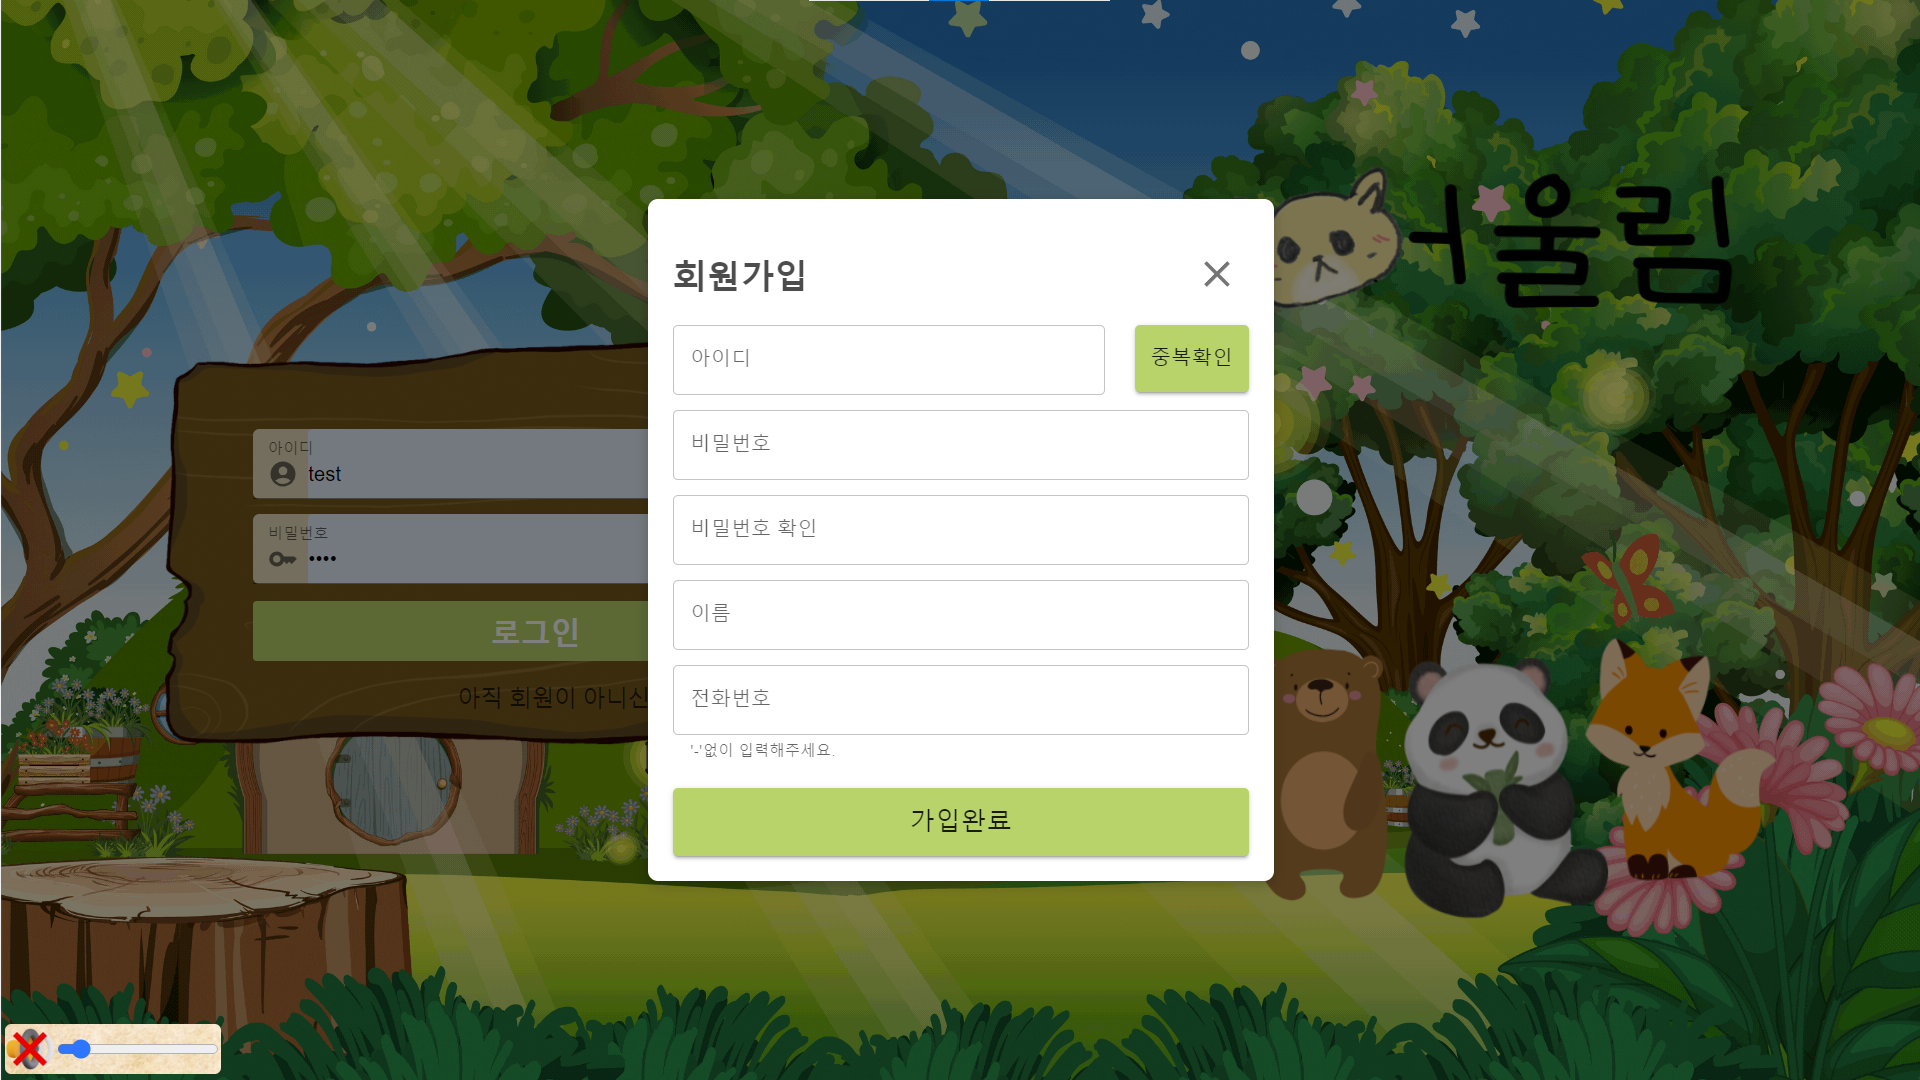 어울림
회원가입
아이디
중복확인
비밀번호
비밀번호 확인
이름
전화번호
'-'없이 입력해주세요.
가입완료
아이디
test
비밀번호
••••
로그인
아직 회원이 아니신